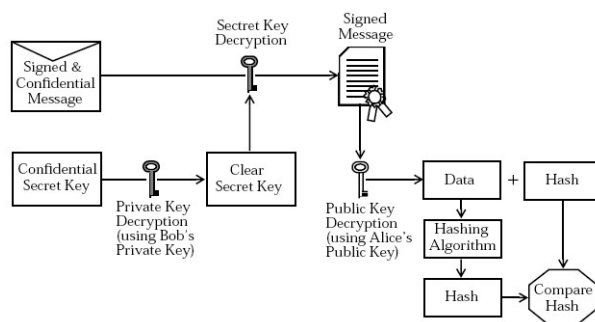 Signed &
Confidential
Message
Sectret Key
Decryption
Signed
Message
Confidential
Secret Key
Private Key
Decryption
(using Bob's
Private Key)
Clear
Secret Key
Public Key
Decryption
(using Alice's
Public Key)
Data
+
Hash
Hashing
Algorithm
Hash
Compare
Hash